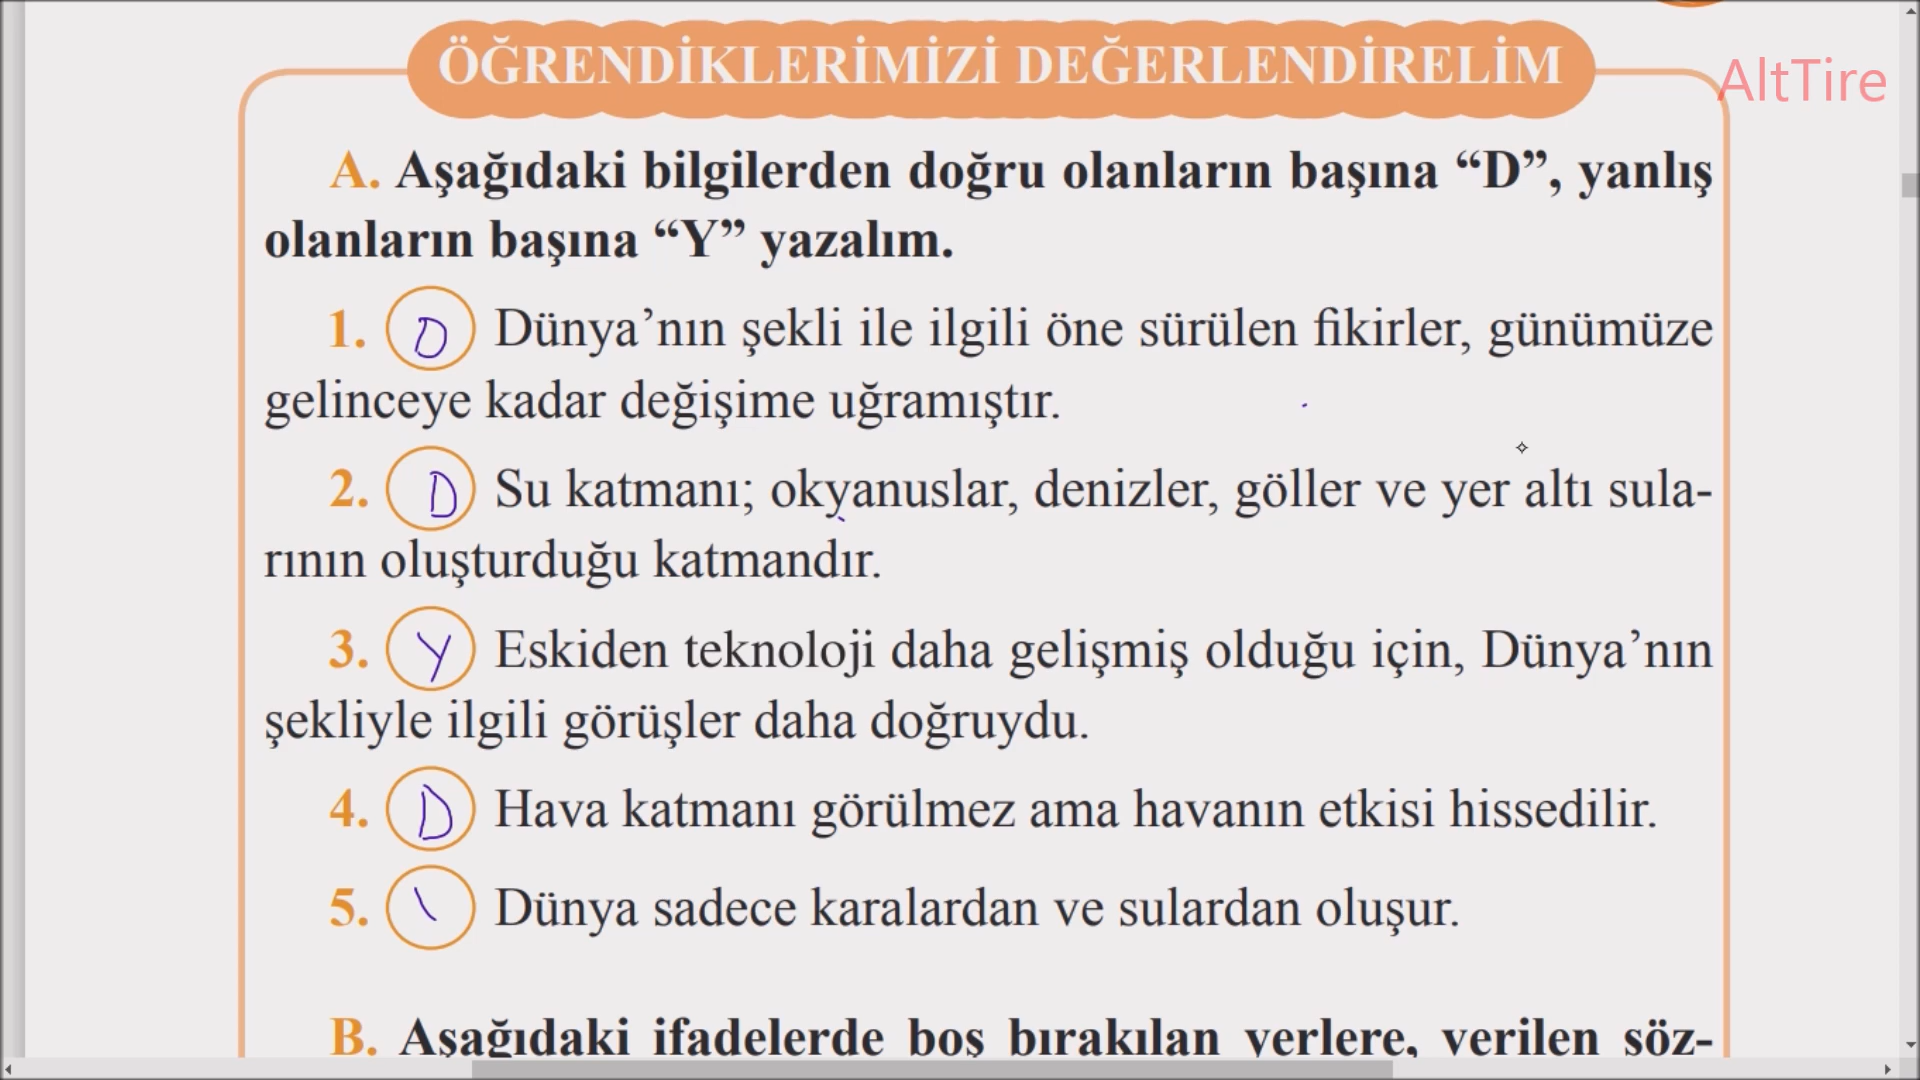 ÖĞRENDİKLERİMİZİ DEĞERLENDİRELİM
AltTire
A. Aşağıdaki bilgilerden doğru olanların başına “D”, yanlış
olanların başına “Y” yazalım.
1. D Dünya’nın şekli ile ilgili öne sürülen fikirler, günümüze
gelinceye kadar değişime uğramıştır.
2. D Su katmanı; okyanuslar, denizler, göller ve yer altı sula-
rının oluşturduğu katmandır.
3. Y Eskiden teknoloji daha gelişmiş olduğu için, Dünya’nın
şekliyle ilgili görüşler daha doğruydu.
4. D Hava katmanı görülmez ama havanın etkisi hissedilir.
5. Dünya sadece karalardan ve sulardan oluşur.
B. Aşağıdaki ifadelerde boş bırakılan yerlere, verilen söz-